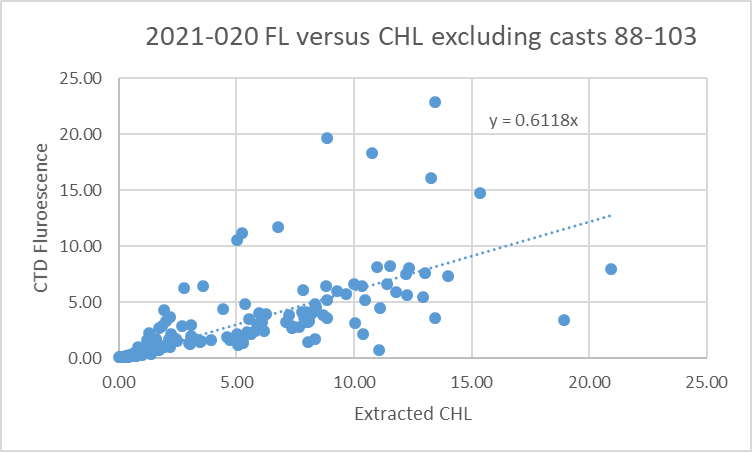 2021-020 FL versus CHL excluding casts 88-103
25.00
20.00
15.00
10.00
5.00
0.00
CTD Fluroescence
y = 0.6118x
0.00 5.00 10.00 15.00 20.00 25.00
Extracted CHL